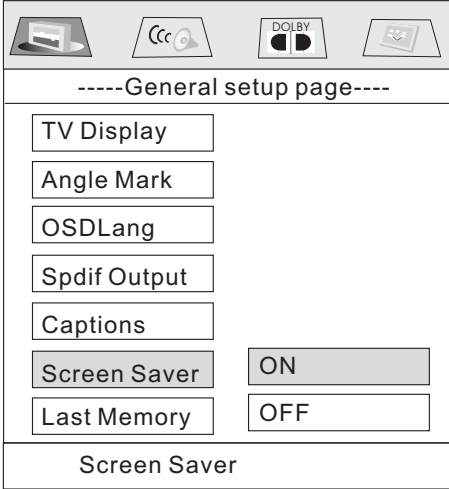 DOLBY
-----General setup page----
TV Display
Angle Mark
OSDLang
Spdif Output
Captions
Screen Saver
ON
Last Memory
OFF
Screen Saver